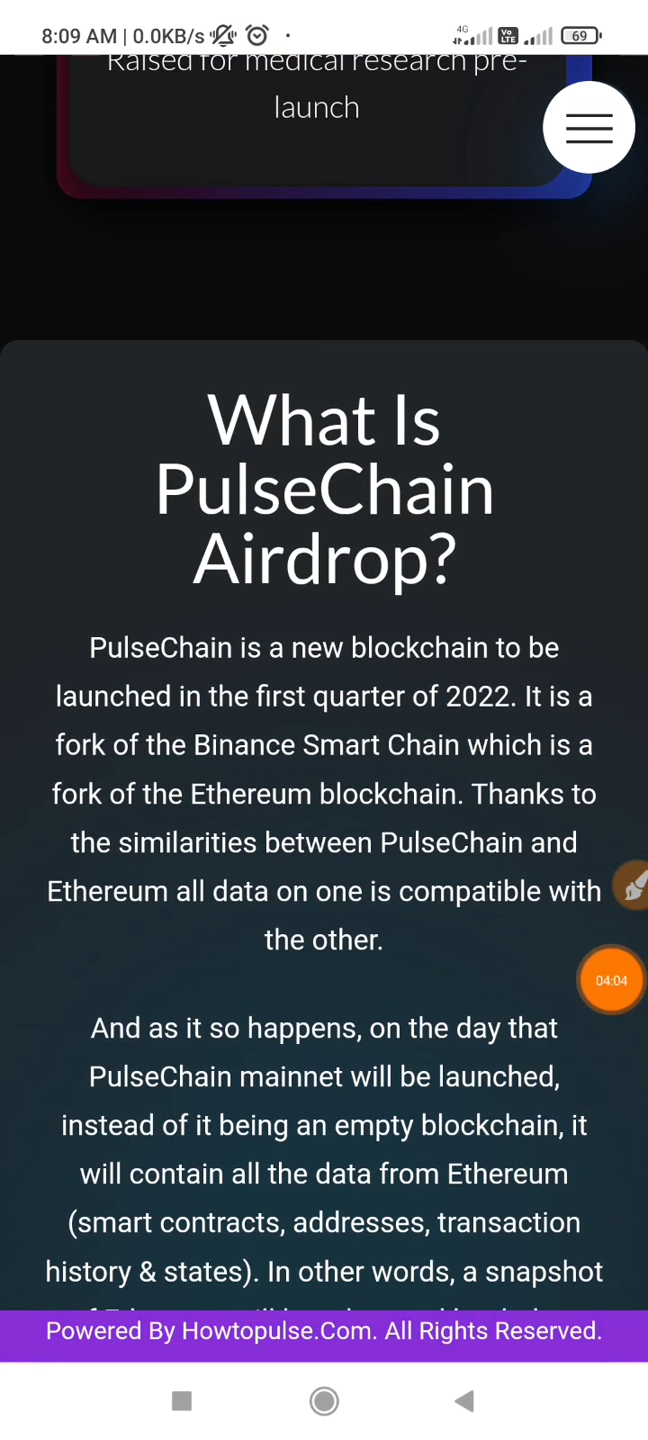 8:09 AM | 0.0KB/s
4G
Vo
LTE
69
Raised for medical research pre-
launch
What Is
PulseChain
Airdrop?
PulseChain is a new blockchain to be
launched in the first quarter of 2022. It is a
fork of the Binance Smart Chain which is a
fork of the Ethereum blockchain. Thanks to
the similarities between PulseChain and
Ethereum all data on one is compatible with
the other.
04:04
And as it so happens, on the day that
PulseChain mainnet will be launched,
instead of it being an empty blockchain, it
will contain all the data from Ethereum
(smart contracts, addresses, transaction
history & states). In other words, a snapshot
Powered By Howtopulse.Com. All Rights Reserved.